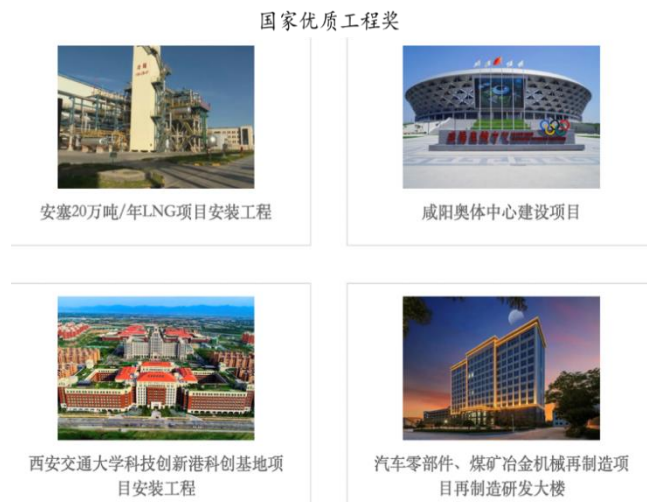 国家优质工程奖
安塞20万吨/年LNG项目安装工程
咸阳奥体中心建设项目
西安交通大学科技创新港科创基地项
目安装工程
汽车零部件、煤矿冶金机械再制造项
目再制造研发大楼